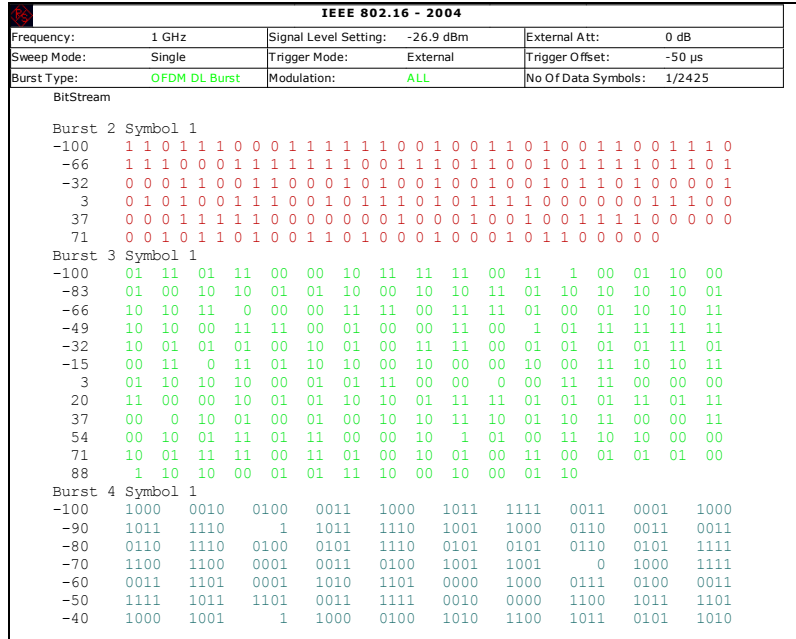 IEEE 802.16 - 2004
Frequency: 1 GHz Signal Level Setting: -26.9 dBm External Att: 0 dB
Sweep Mode: Single Trigger Mode: External Trigger Offset: -50 µs
Burst Type: OFDM DL Burst Modulation: ALL No Of Data Symbols: 1/2425
BitStream
Burst 2 Symbol 1
-100 1 1 0 1 1 1 0 0 0 1 1 1 1 1 1 0 0 1 0 0 1 1 0 1 0 0 1 1 0 0 1 1 1 0
-66 1 1 1 0 0 0 1 1 1 1 1 1 1 0 0 1 1 1 0 1 1 0 0 1 0 1 1 1 0 1 1 0 1
-32 0 0 0 1 1 0 0 1 1 0 0 0 1 0 1 0 0 1 0 0 1 0 1 0 1 1 0 1 0 0 0 0 1
3 0 1 0 1 0 0 1 1 1 0 1 0 0 0 0 0 1 0 1 1 1 0 1 1 0 0 0 0 0 1 1 1 0 0
37 0 0 0 1 1 1 1 1 0 0 0 0 0 0 1 0 0 0 1 0 0 1 0 0 1 1 1 1 0 0 0 0 0
71 0 0 1 0 1 1 0 1 0 0 1 1 0 1 0 0 0 1 0 0 0 1 0 1 1 0 0 0 0 0
Burst 3 Symbol 1
-100 01 11 01 11 00 00 10 11 11 11 00 11 1 00 01 10 00
-83 01 00 10 10 01 01 10 00 10 10 11 01 10 10 10 10 01
-66 10 10 11 0 00 00 11 11 00 11 11 01 00 01 10 10 11
-49 10 10 00 11 11 00 01 00 00 11 00 1 01 11 11 11 11
-32 10 01 01 01 00 10 01 00 11 11 00 01 01 01 01 11 01
-15 00 11 0 11 01 10 10 00 10 00 00 10 00 11 10 10 11
3 01 10 10 10 00 01 01 11 00 00 0 00 11 11 00 00 00
20 11 00 00 10 01 01 10 10 01 11 11 01 01 01 11 01 11
37 00 0 10 01 00 01 00 10 10 11 10 01 10 11 00 00 11
54 00 10 01 11 01 11 00 00 10 1 01 00 11 10 10 00 00
71 10 01 11 11 00 11 01 00 10 01 00 11 00 01 01 01 00
88 1 10 10 00 01 01 11 10 00 10 00 01 10
Burst 4 Symbol 1
-100 1000 0010 0100 0011 1000 1011 1111 0011 0001 1000
-90 1011 1110 1 1011 1110 1001 1000 0110 0011 0011
-80 0110 1110 0100 0101 1110 0101 0101 0110 0101 1111
-70 1100 1100 0001 0011 0100 1001 1001 0 1000 1111
-60 0011 1101 0001 1010 1101 0000 1000 0111 0100 0011
-50 1111 1011 1101 0011 1111 0010 0000 1100 1011 1101
-40 1000 1001 1 1000 0100 1010 1100 1011 0101 1010